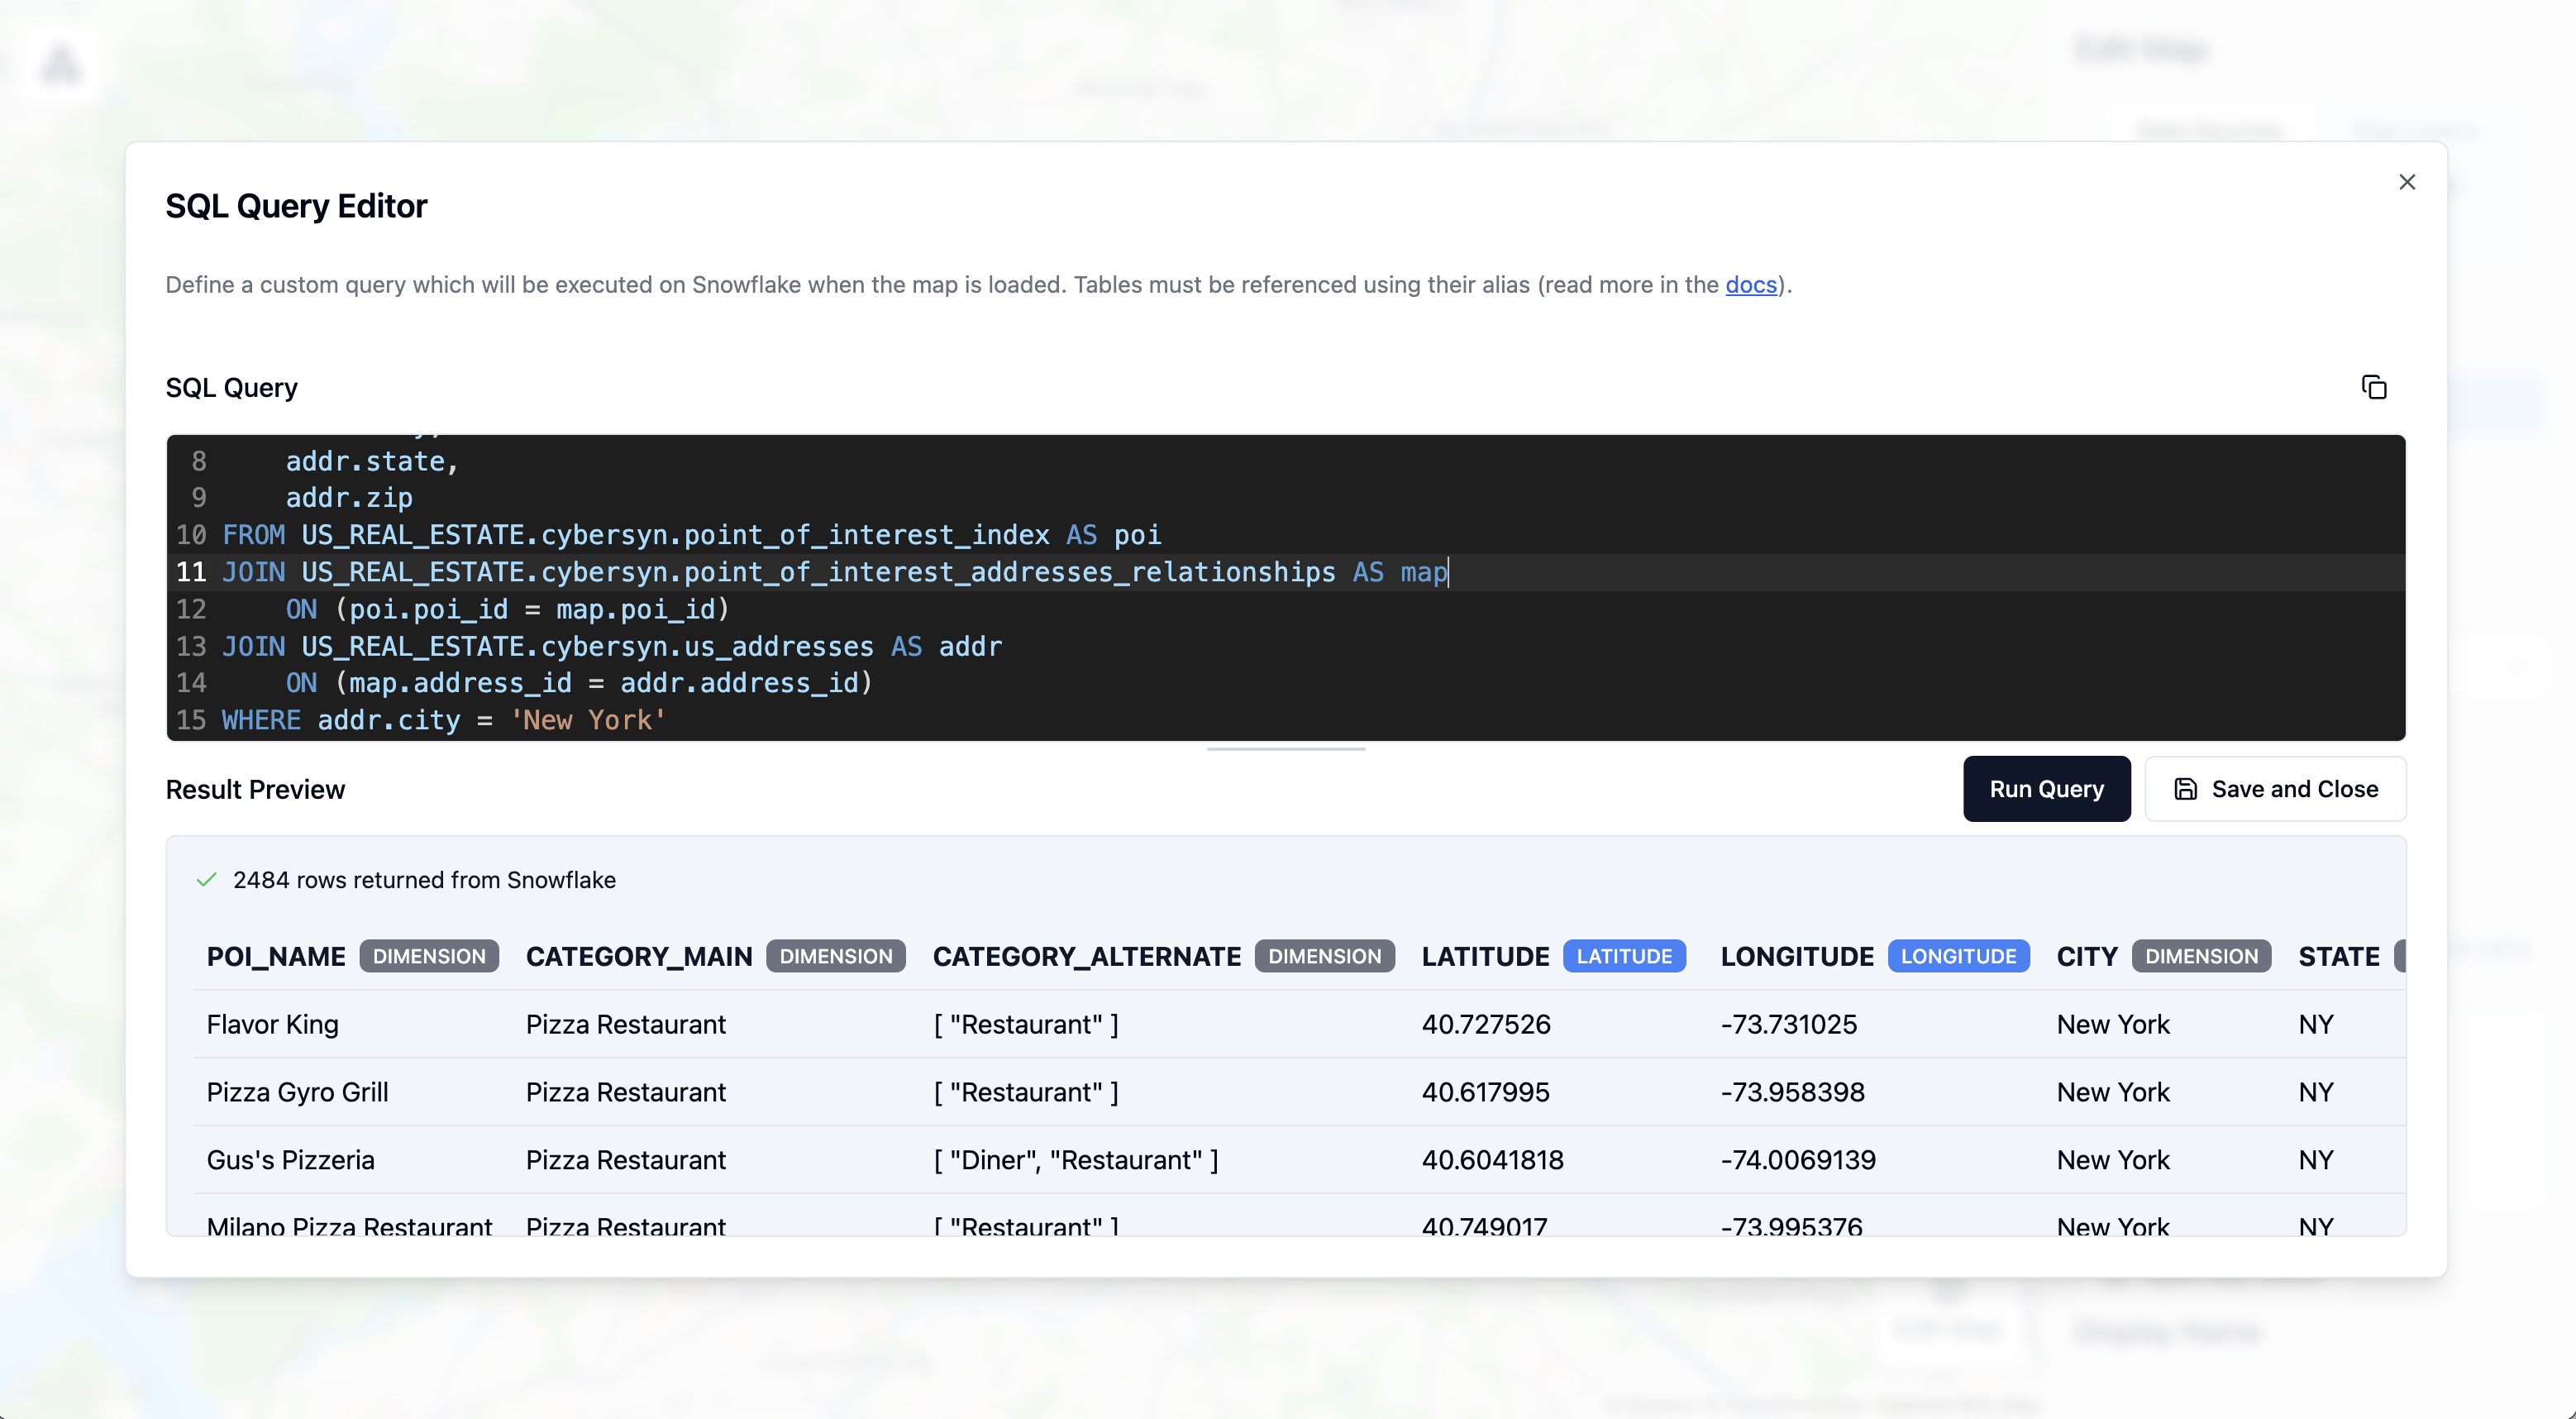 SQL Query Editor
Define a custom query which will be executed on Snowflake when the map is loaded. Tables must be referenced using their alias (read more in the docs).
SQL Query
8 addr.state,
9 addr.zip
10 FROM US_REAL_ESTATE.cybersyn.point_of_interest_index AS poi
11 JOIN US_REAL_ESTATE.cybersyn.point_of_interest_addresses_relationships AS map
12 ON (poi.poi_id = map.poi_id)
13 JOIN US_REAL_ESTATE.cybersyn.us_addresses AS addr
14 ON (map.address_id = addr.address_id)
15 WHERE addr.city = 'New York'
Result Preview Run Query Save and Close
2484 rows returned from Snowflake
POI_NAME DIMENSION CATEGORY_MAIN DIMENSION CATEGORY_ALTERNATE DIMENSION LATITUDE LATITUDE LONGITUDE LONGITUDE CITY DIMENSION STATE
Flavor King Pizza Restaurant [ "Restaurant" ] 40.727526 -73.731025 New York NY
Pizza Gyro Grill Pizza Restaurant [ "Restaurant" ] 40.617995 -73.958398 New York NY
Gus's Pizzeria Pizza Restaurant [ "Diner", "Restaurant" ] 40.6041818 -74.0069139 New York NY
Milano Pizza Restaurant Pizza Restaurant [ "Restaurant" ] 40.749017 -73.995376 New York NY
Edit Map
Display Name